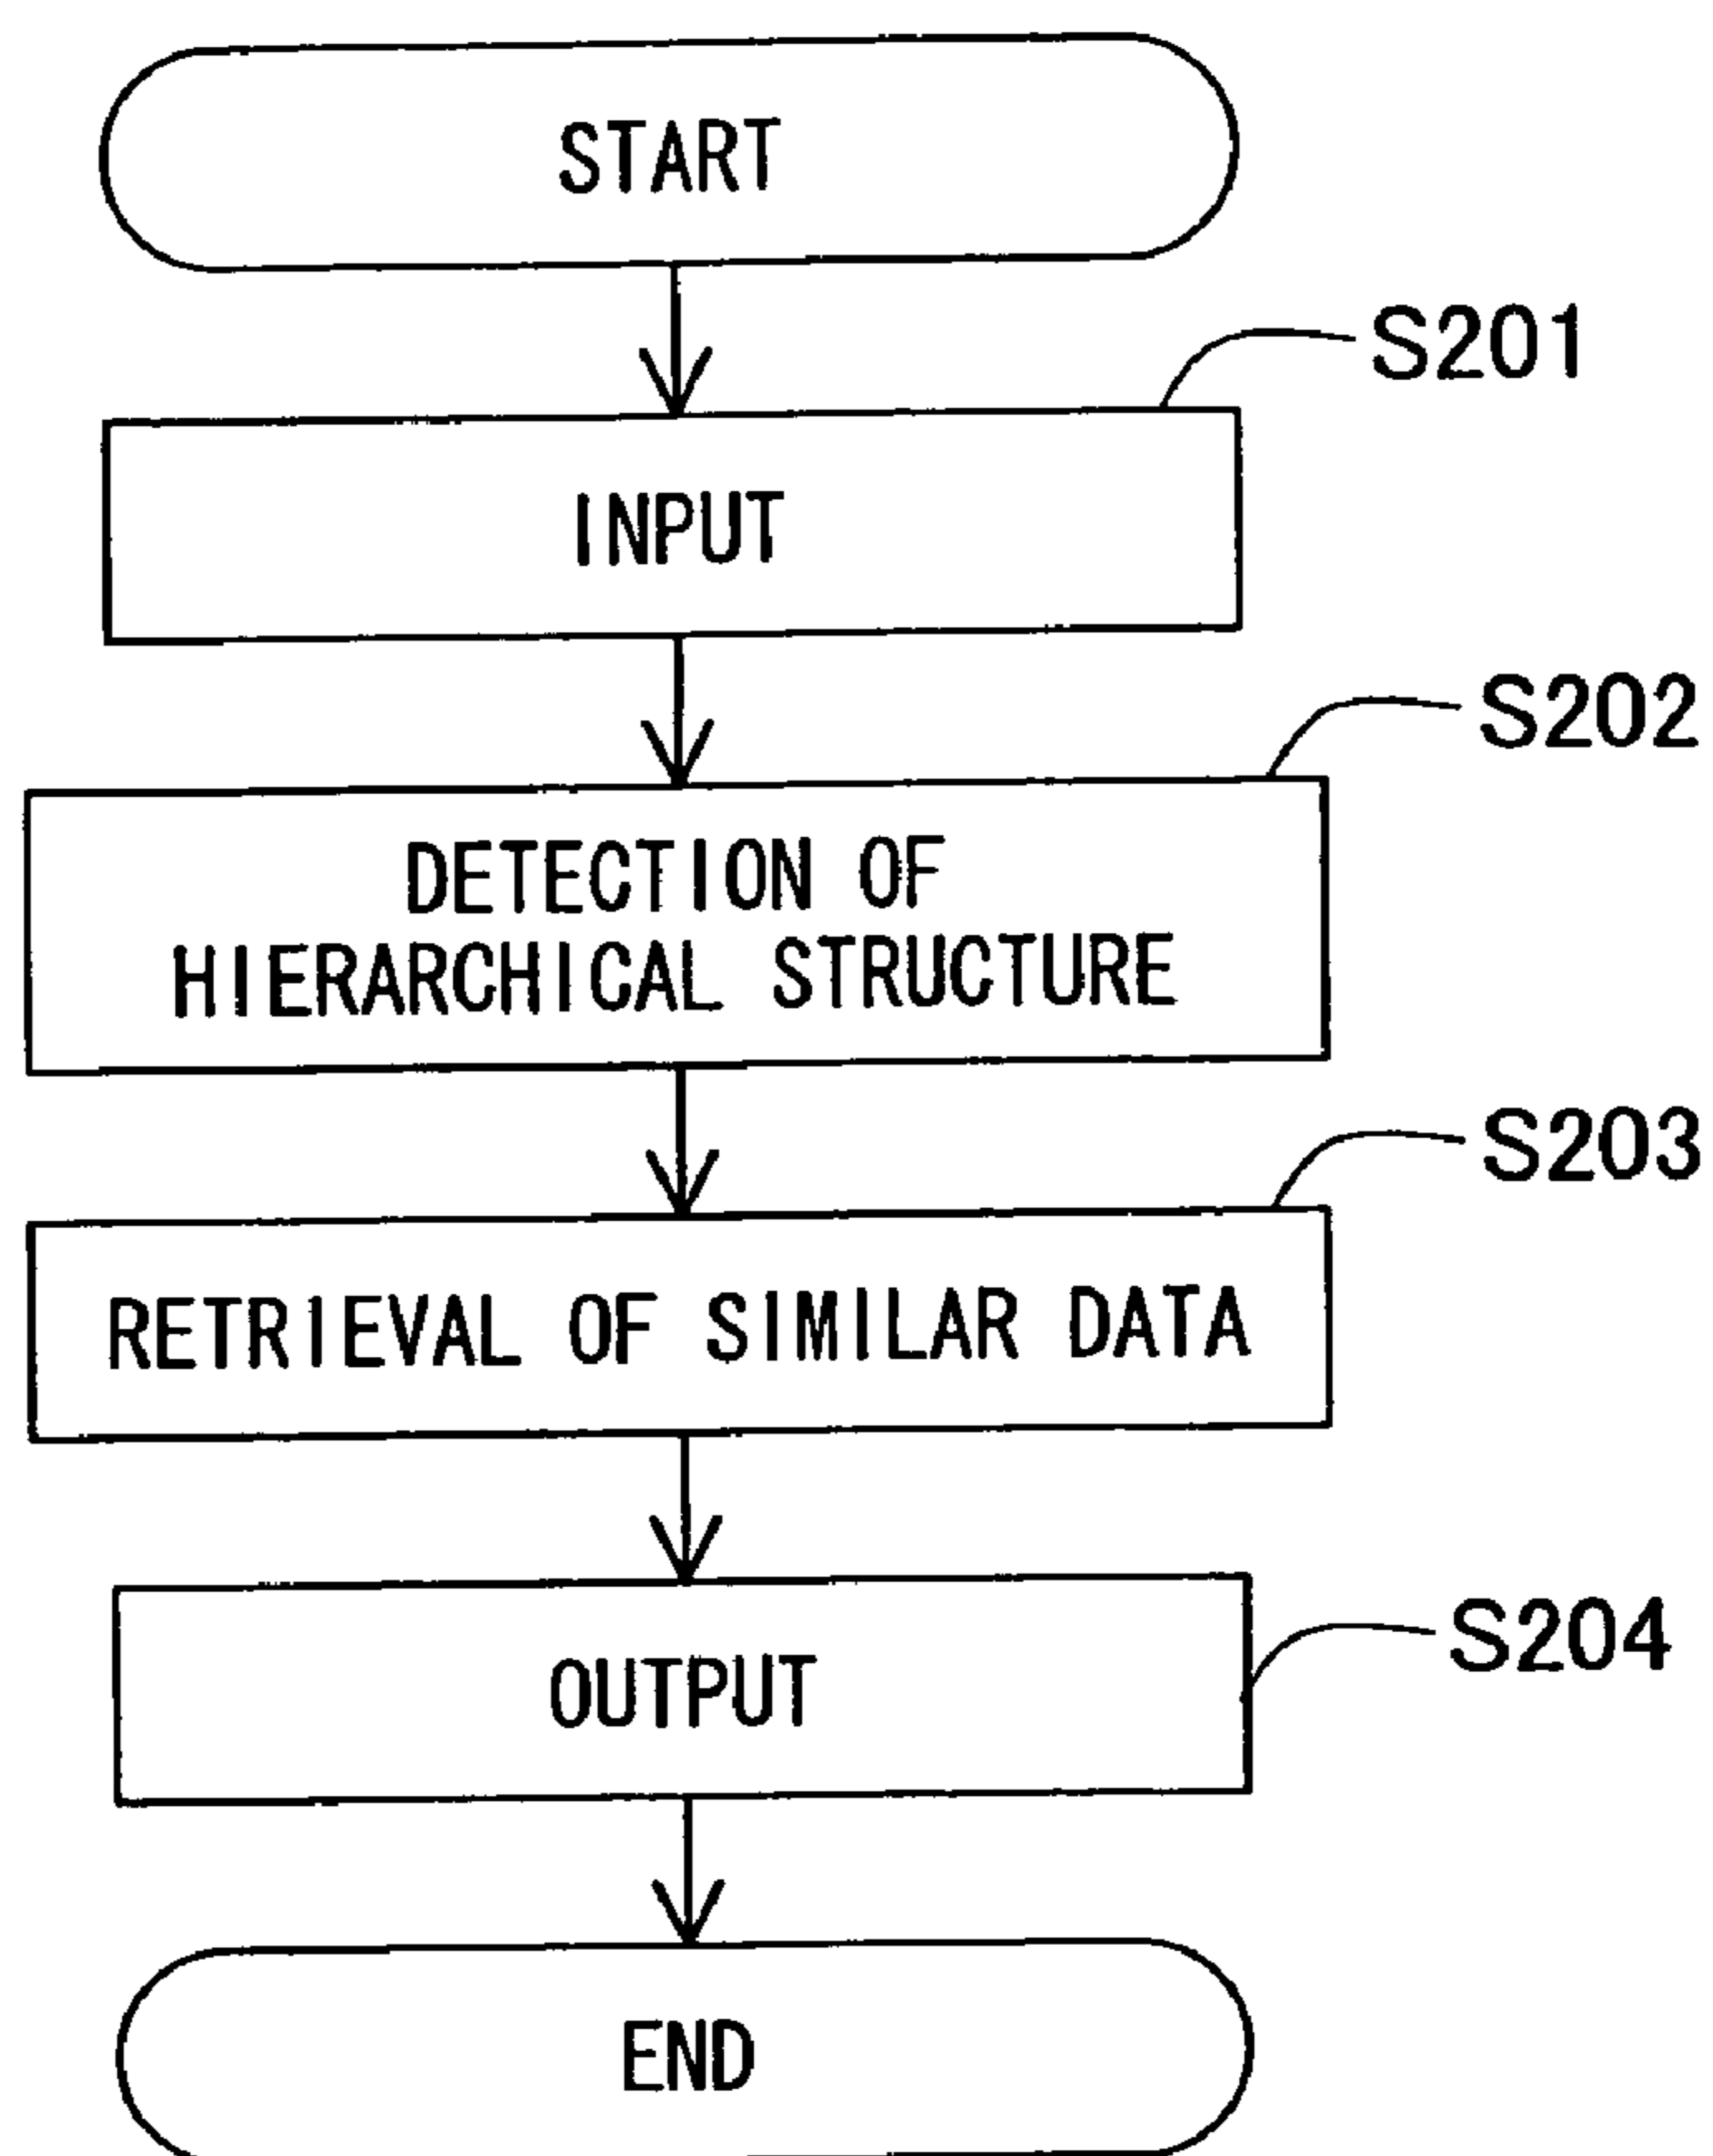 START
S201
INPUT
S202
DETECTION OF
HIERARCHICAL STRUCTURE
S203
RETRIEVAL OF SIMILAR DATA
S204
OUTPUT
END